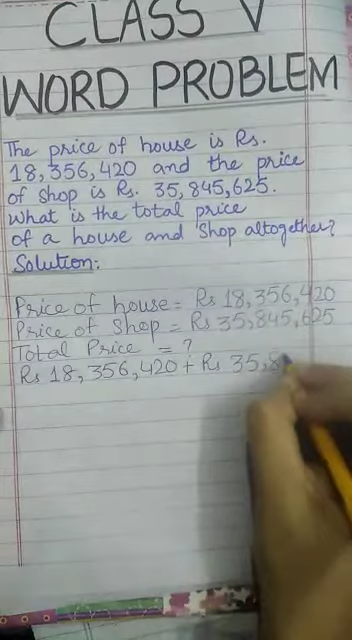 CLASS V
WORD PROBLEM
The price of house is Rs.
18,356,420 and the price
of shop is Rs. 35,845,625.
What is the total price
of a house and Shop altogether?
Solution:
Price of house = Rs 18,356,420
Price of Shop = Rs 35,845,625
Total Price = ?
Rs 18,356,420 + Rs 35,8